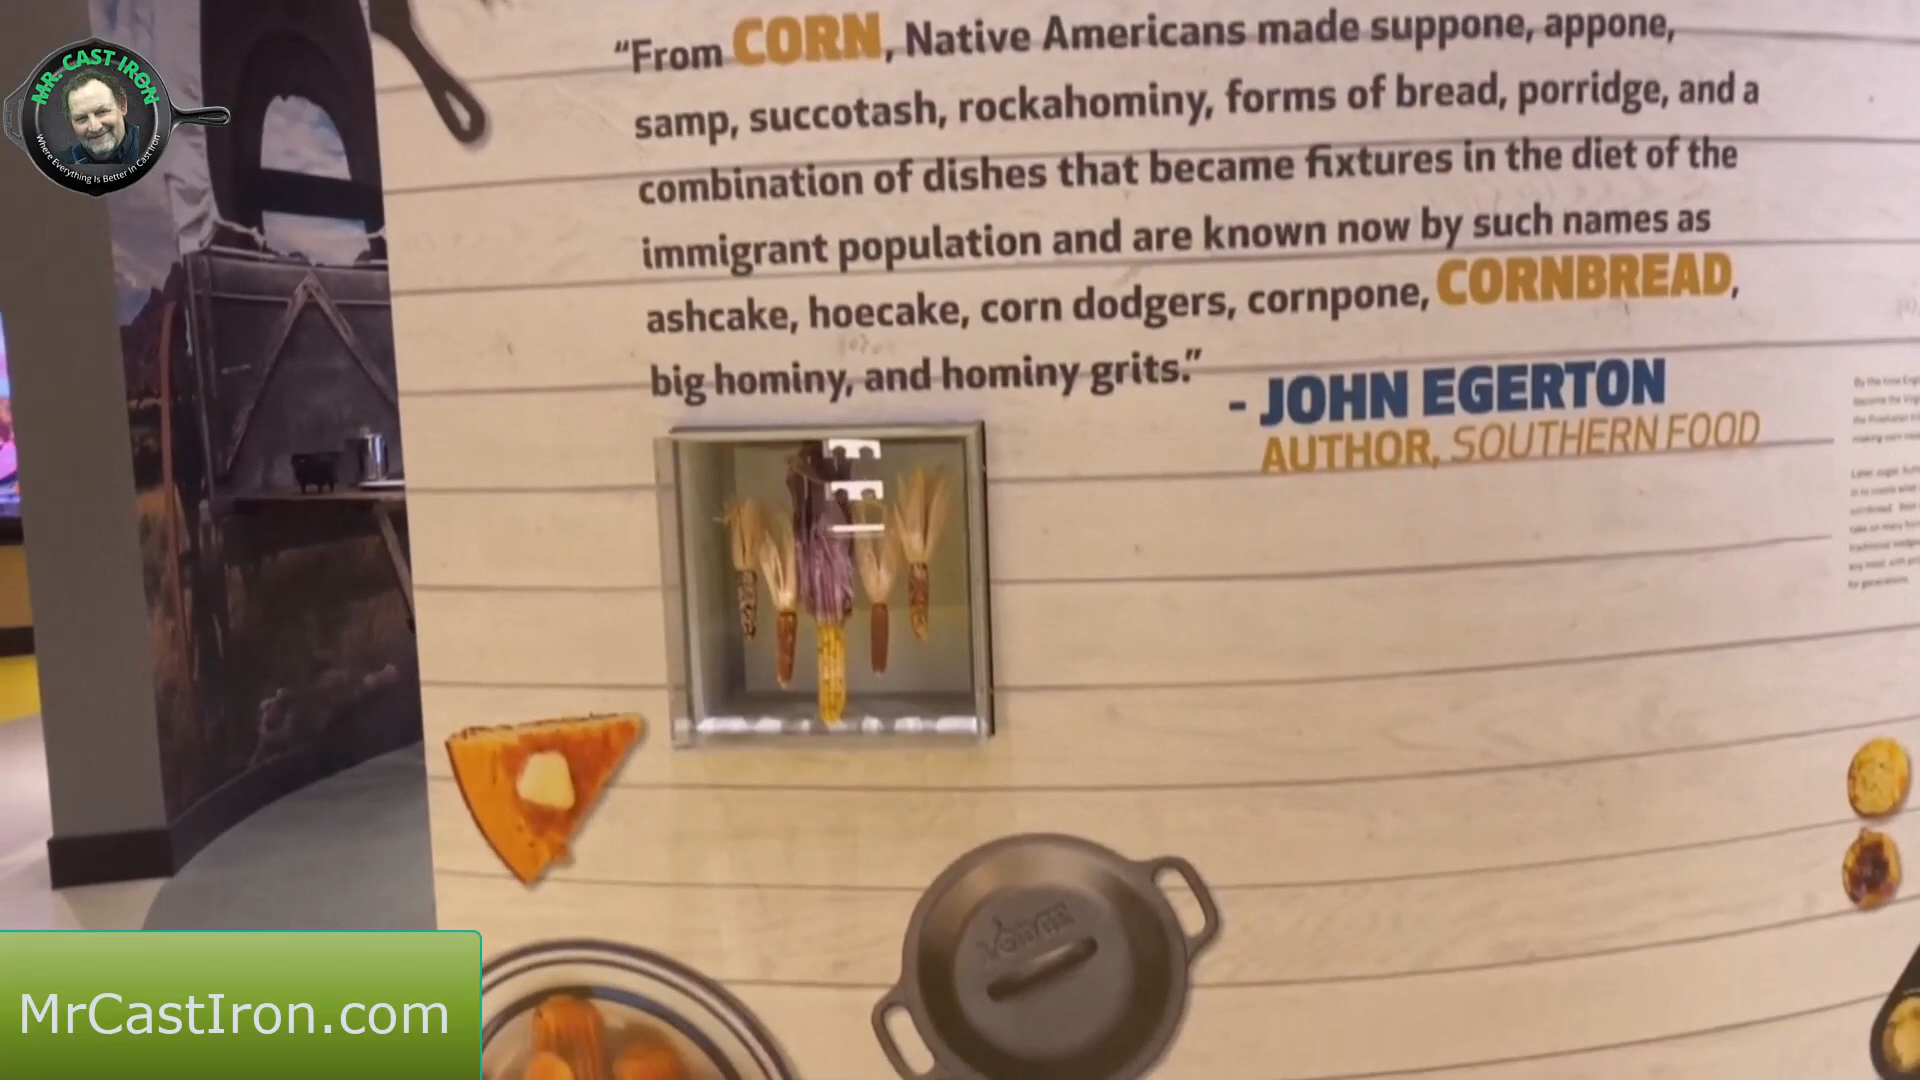 MR. CAST IRON
Where Everything Is Better In Cast Iron
“From CORN, Native Americans made suppone, appone,
samp, succotash, rockahominy, forms of bread, porridge, and a
combination of dishes that became fixtures in the diet of the
immigrant population and are known now by such names as
ashcake, hoecake, corn dodgers, cornpone, CORNBREAD,
big hominy, and hominy grits.”
- JOHN EGERTON
AUTHOR, SOUTHERN FOOD
LODGE
for generations.
MrCastIron.com